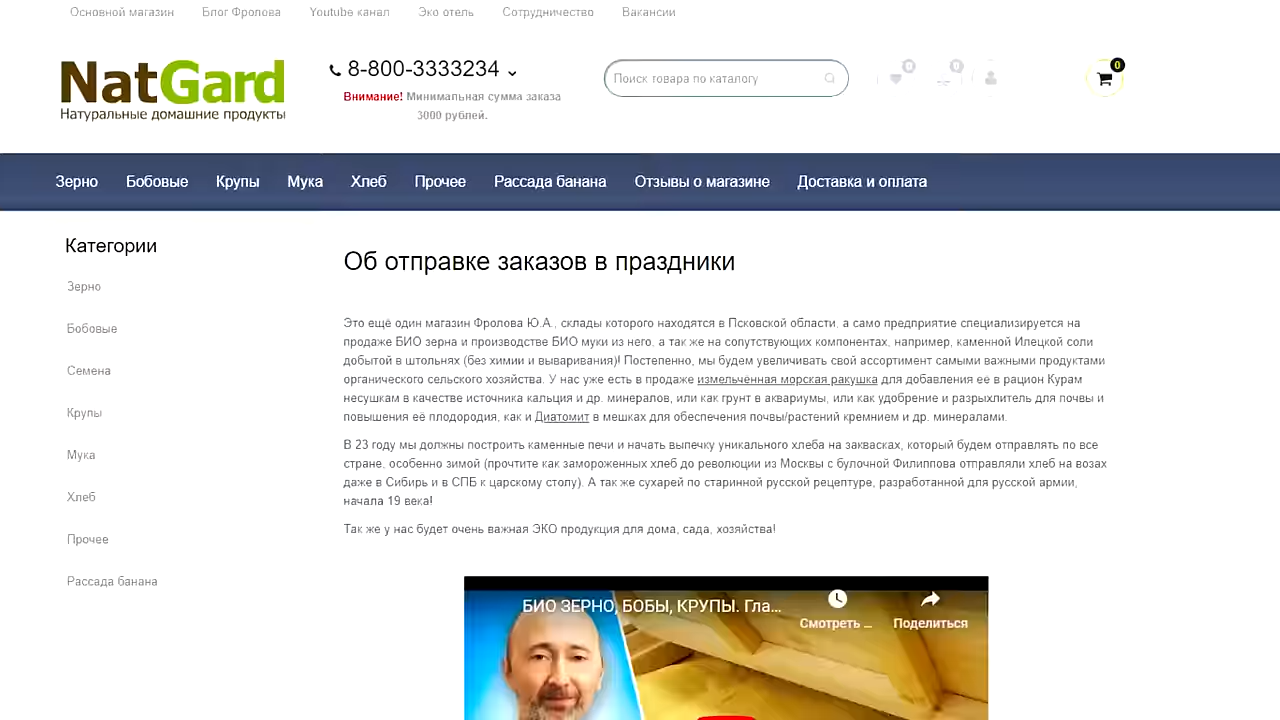 Основной магазин Блог Фролова Youtube канал Эко отель Сотрудничество Вакансии
NatGard
Натуральные домашние продукты
8-800-3333234
Внимание! Минимальная сумма заказа
3000 рублей.
Поиск товара по каталогу
0
0
0
Зерно Бобовые Крупы Мука Хлеб Прочее Рассада банана Отзывы о магазине Доставка и оплата
Категории
Зерно
Бобовые
Семена
Крупы
Мука
Хлеб
Прочее
Рассада банана
Об отправке заказов в праздники
Это ещё один магазин Фролова Ю.А., склады которого находятся в Псковской области, а само предприятие специализируется на
продаже БИО зерна и производстве БИО муки из него, а так же на сопутствующих компонентах, например, каменной Илецкой соли
добытой в штольнях (без химии и вываривания)! Постепенно, мы будем увеличивать свой ассортимент самыми важными продуктами
органического сельского хозяйства. У нас уже есть в продаже измельчённая морская ракушка для добавления её в рацион Курам
несушкам в качестве источника кальция и др. минералов, или как грунт в аквариумы, или как удобрение и разрыхлитель для почвы и
повышения её плодородия, как и Диатомит в мешках для обеспечения почвы/растений кремнием и др. минералами.
В 23 году мы должны построить каменные печи и начать выпечку уникального хлеба на заквасках, который будем отправлять по все
стране, особенно зимой (прочтите как замороженных хлеб до революции из Москвы с булочной Филиппова отправляли хлеб на возах
даже в Сибирь и в СПБ к царскому столу). А так же сухарей по старинной русской рецептуре, разработанной для русской армии,
начала 19 века!
Так же у нас будет очень важная ЭКО продукция для дома, сада, хозяйства!
БИО ЗЕРНО, БОБЫ, КРУПЫ. Гла...
Смотреть ...
Поделиться